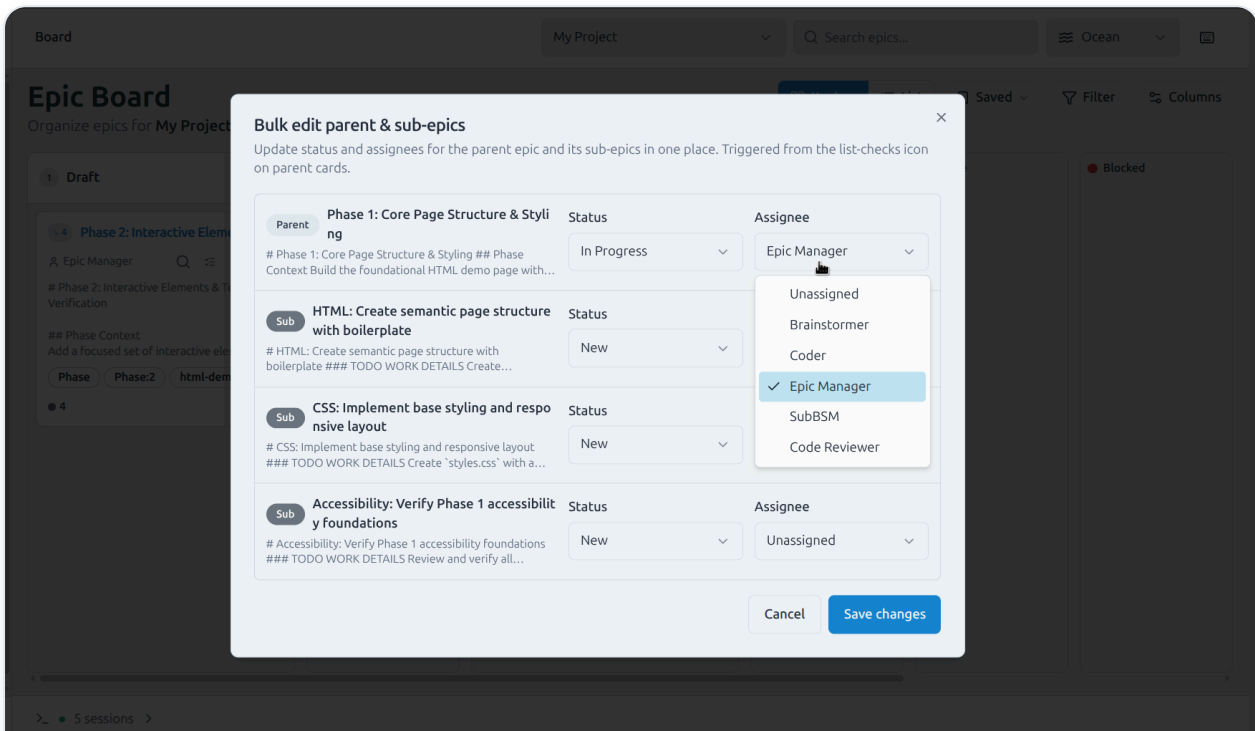 Board
My Project
Search epics...
Ocean
Epic Board
Saved
Filter
Columns
Organize epics for My Project
1 Draft
Blocked
4 Phase 2: Interactive Elem
Epic Manager
# Phase 2: Interactive Elements & Te
Verification
## Phase Context
Add a focused set of interactive ele
Phase
Phase:2
html-dem
4
Bulk edit parent & sub-epics
Update status and assignees for the parent epic and its sub-epics in one place. Triggered from the list-checks icon
on parent cards.
Parent
Phase 1: Core Page Structure & Styli
ng
# Phase 1: Core Page Structure & Styling ## Phase
Context Build the foundational HTML demo page with...
Status
In Progress
Assignee
Epic Manager
Unassigned
Brainstormer
Coder
Epic Manager
SubBSM
Code Reviewer
Sub
HTML: Create semantic page structure
with boilerplate
# HTML: Create semantic page structure with
boilerplate ### TODO WORK DETAILS Create...
Status
New
Sub
CSS: Implement base styling and respo
nsive layout
# CSS: Implement base styling and responsive layout
### TODO WORK DETAILS Create `styles.css` with a...
Status
New
Sub
Accessibility: Verify Phase 1 accessibilit
y foundations
# Accessibility: Verify Phase 1 accessibility foundations
### TODO WORK DETAILS Review and verify all...
Status
New
Assignee
Unassigned
Cancel
Save changes
5 sessions